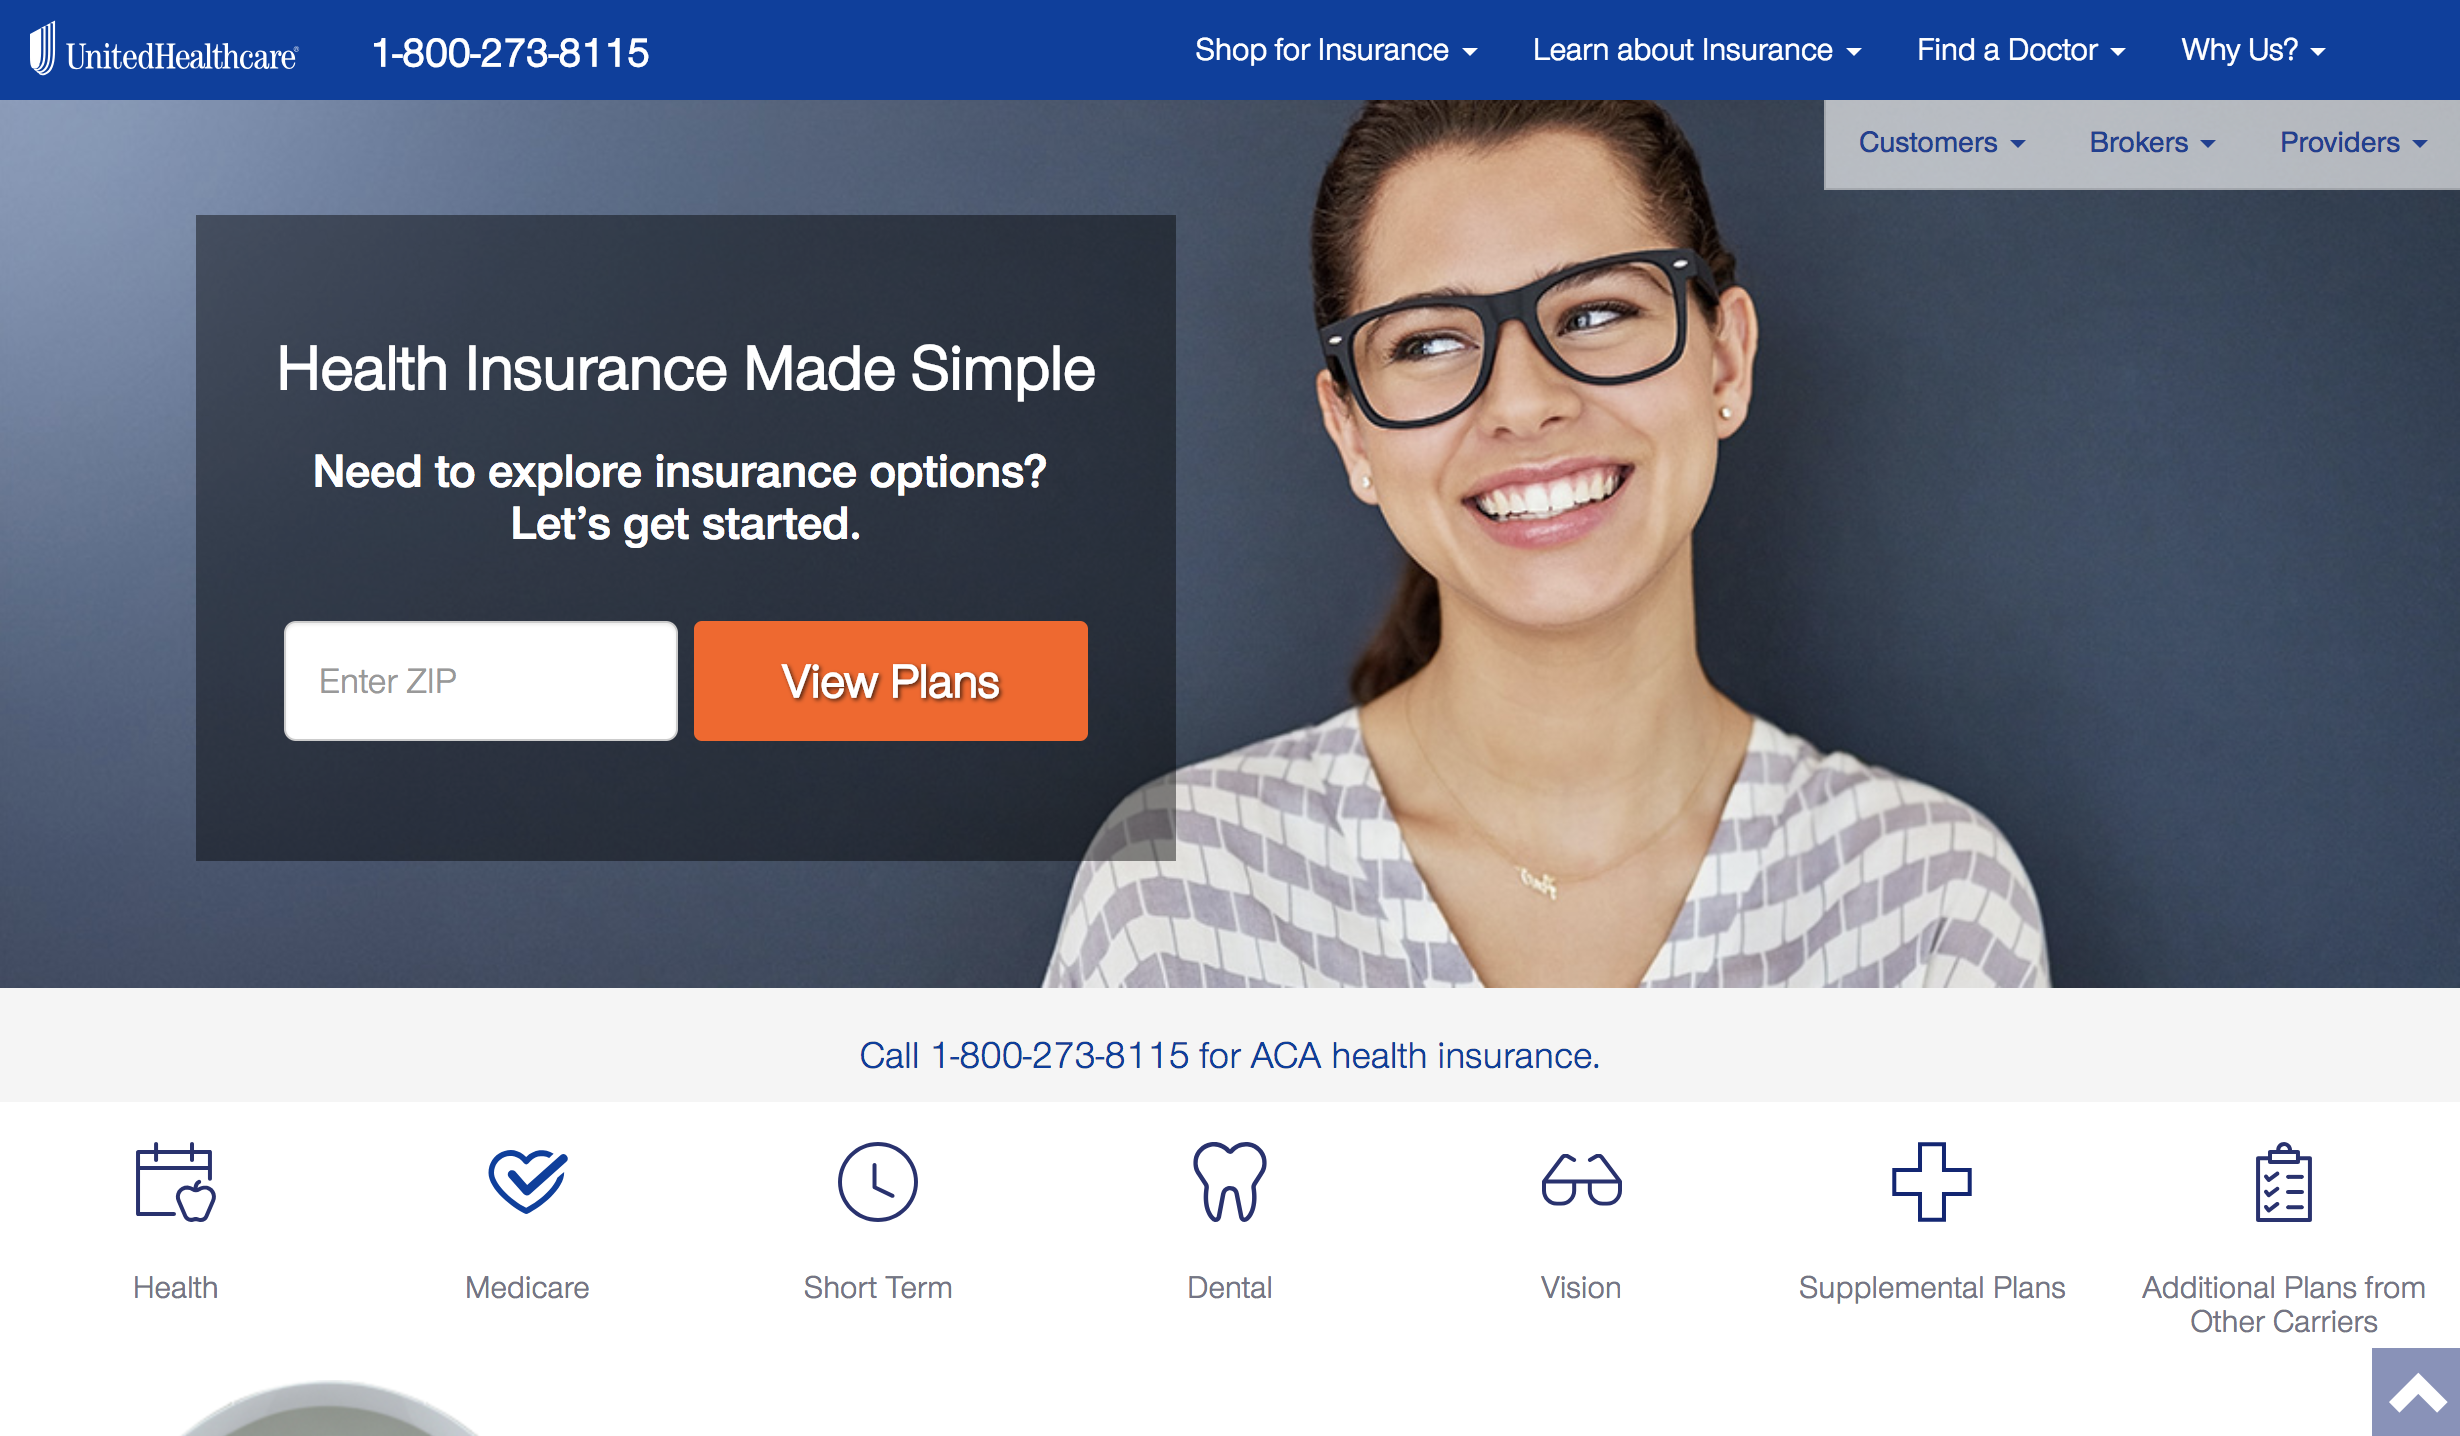 UnitedHealthcare®
1-800-273-8115
Shop for Insurance
Learn about Insurance
Find a Doctor
Why Us?
Customers
Brokers
Providers
Health Insurance Made Simple
Need to explore insurance options?
Let’s get started.
Enter ZIP
View Plans
Call 1-800-273-8115 for ACA health insurance.
Health
Medicare
Short Term
Dental
Vision
Supplemental Plans
Additional Plans from
Other Carriers